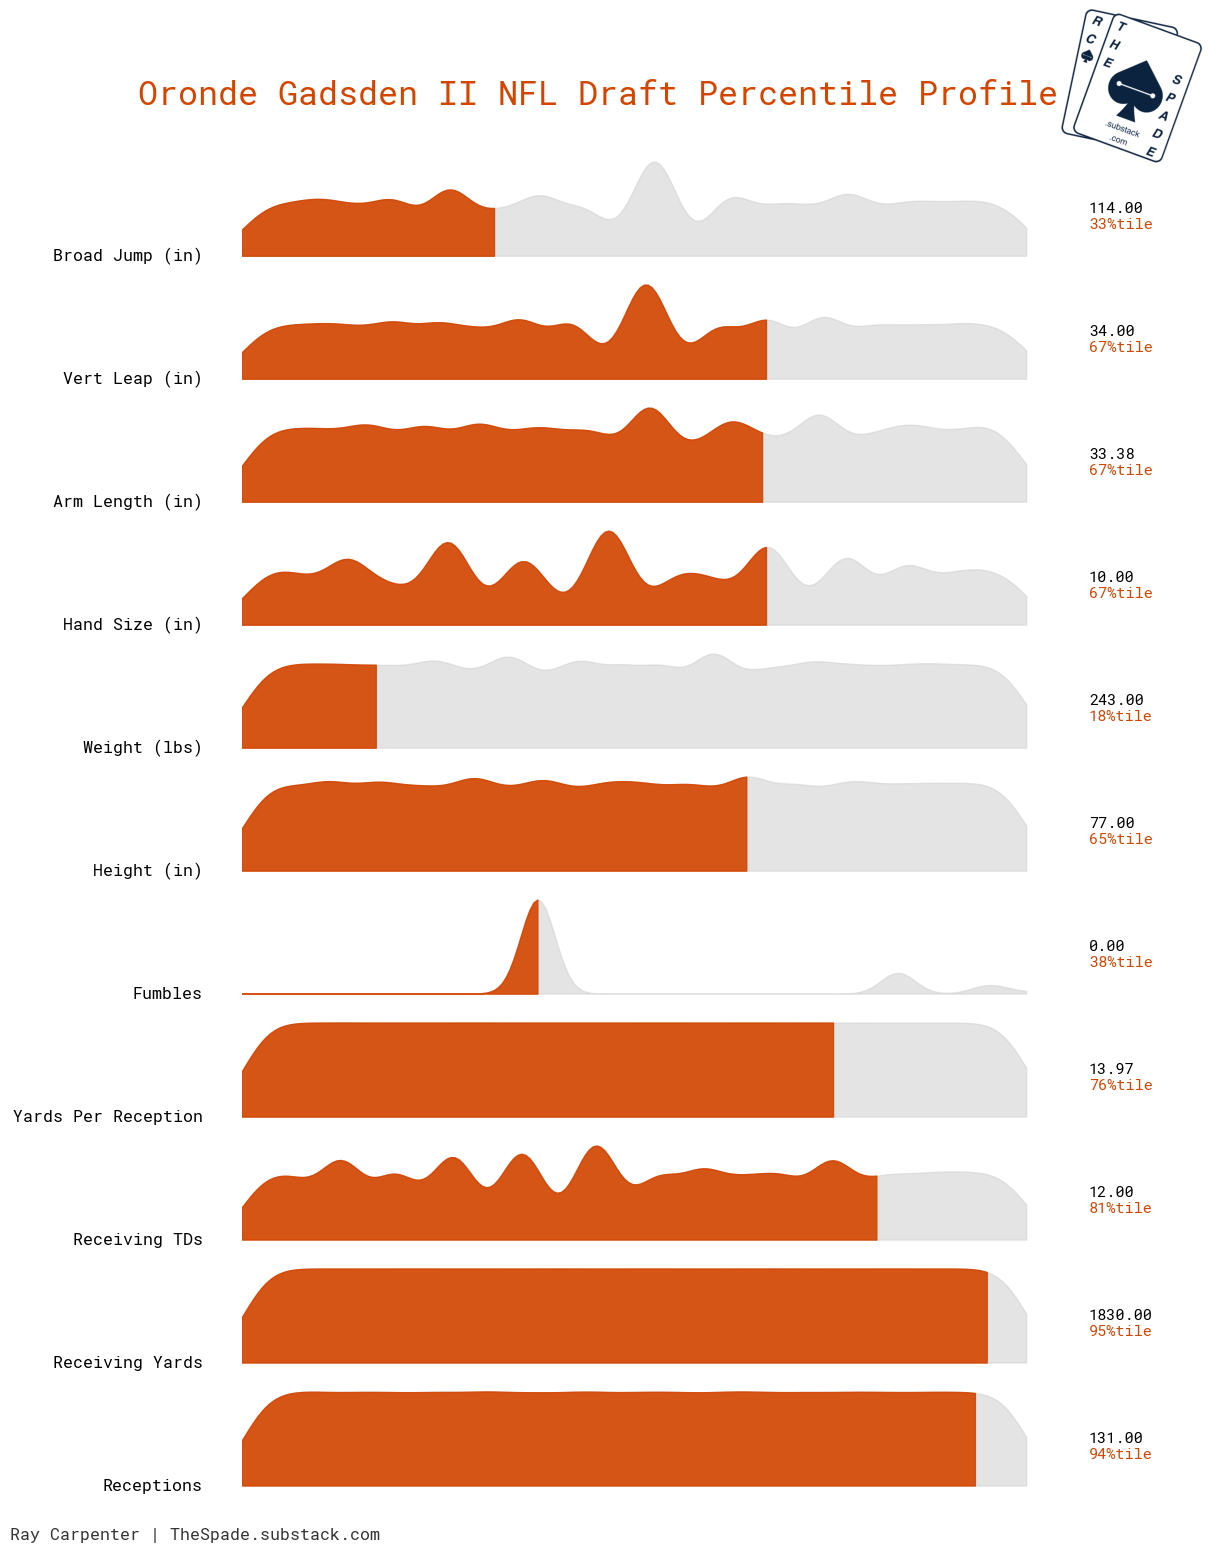 R
C
T
H
E
S
P
A
D
E
.substack
.com
Oronde Gadsden II NFL Draft Percentile Profile
Broad Jump (in)
114.00
33%tile
Vert Leap (in)
34.00
67%tile
Arm Length (in)
33.38
67%tile
Hand Size (in)
10.00
67%tile
Weight (lbs)
243.00
18%tile
Height (in)
77.00
65%tile
Fumbles
0.00
38%tile
Yards Per Reception
13.97
76%tile
Receiving TDs
12.00
81%tile
Receiving Yards
1830.00
95%tile
Receptions
131.00
94%tile
Ray Carpenter | TheSpade.substack.com